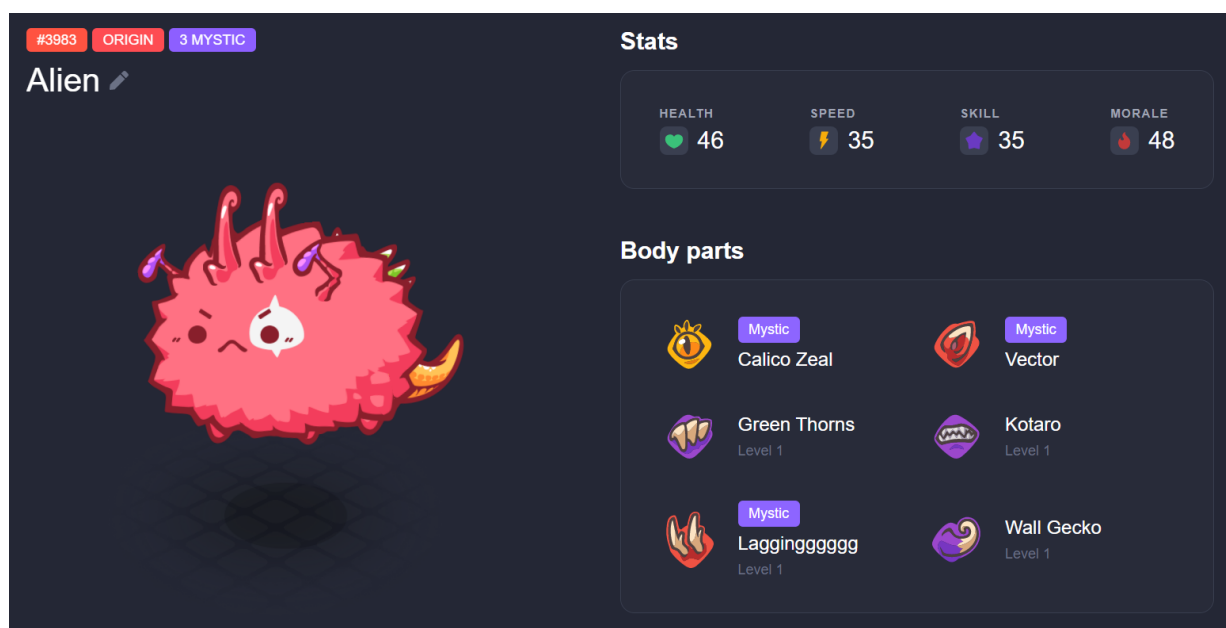 #3983 ORIGIN 3 MYSTIC
Alien
Stats
HEALTH SPEED SKILL MORALE
46 35 35 48
Body parts
Mystic Mystic
Calico Zeal Vector
Green Thorns Kotaro
Level 1 Level 1
Mystic
Laggingggggg Wall Gecko
Level 1 Level 1